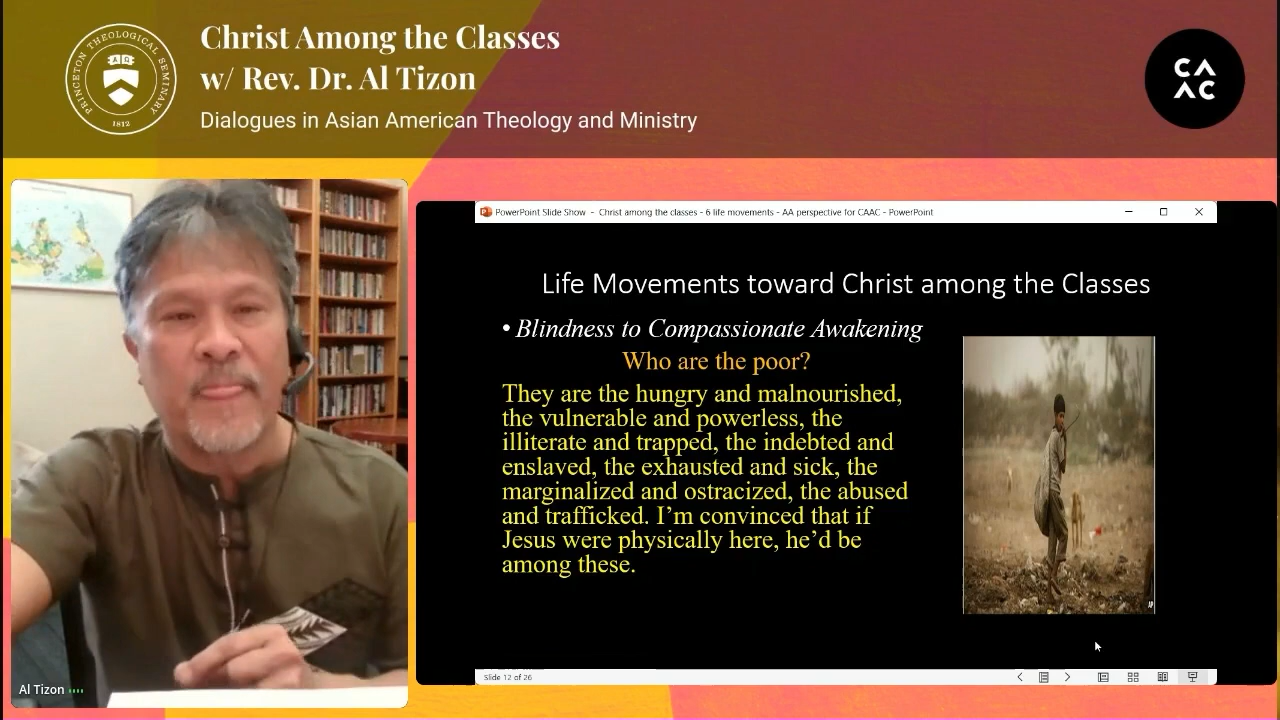 PRINCETON THEOLOGICAL SEMINARY
1812
Christ Among the Classes
w/ Rev. Dr. Al Tizon
Dialogues in Asian American Theology and Ministry
CA
AC
PowerPoint Slide Show - Christ among the classes - 6 life movements - AA perspective for CAAC - PowerPoint
Life Movements toward Christ among the Classes
• Blindness to Compassionate Awakening
Who are the poor?
They are the hungry and malnourished,
the vulnerable and powerless, the
illiterate and trapped, the indebted and
enslaved, the exhausted and sick, the
marginalized and ostracized, the abused
and trafficked. I’m convinced that if
Jesus were physically here, he’d be
among these.
Slide 12 of 26
Al Tizon